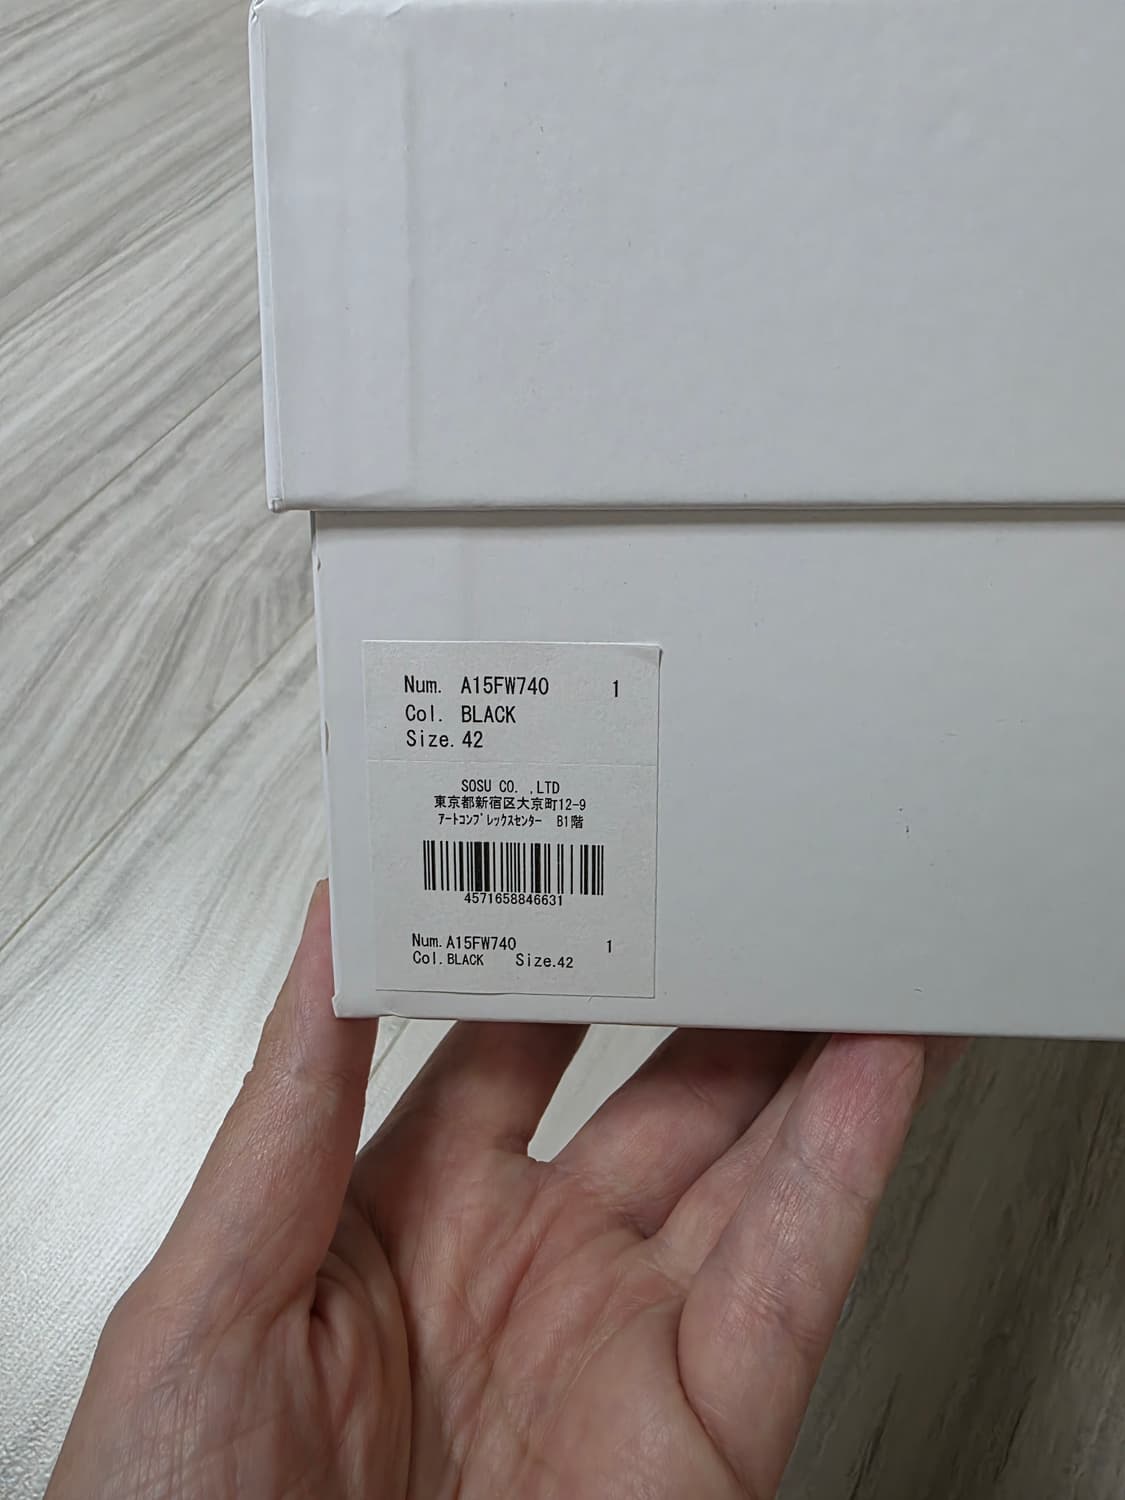 Num. A15FW740 1
Col. BLACK
Size. 42
SOSU CO. ,LTD
東京都新宿区大京町12-9
ｱｰﾄｺﾝﾌﾟﾚｯｸｽｾﾝﾀｰ B1階
4571658846631
Num. A15FW740 1
Col. BLACK Size. 42